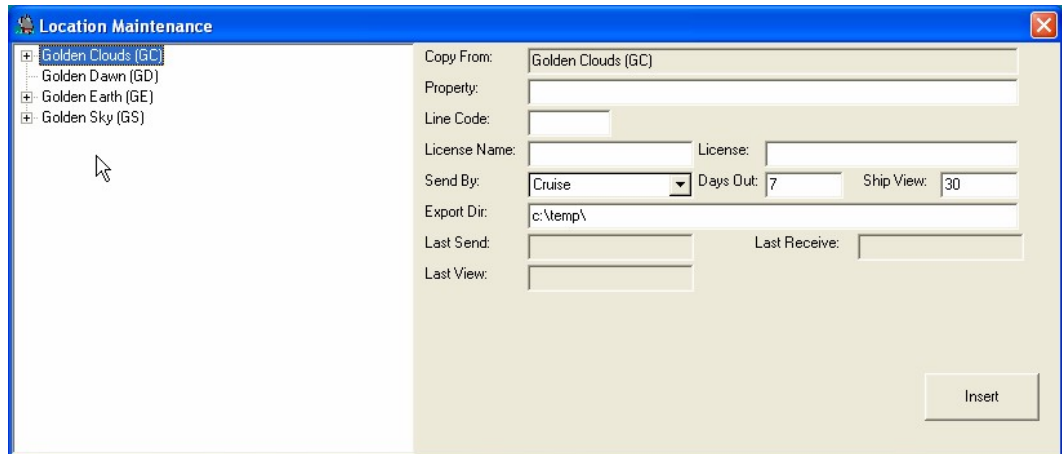 Location Maintenance
Golden Clouds (GC)
Golden Dawn (GD)
Golden Earth (GE)
Golden Sky (GS)
Copy From: Golden Clouds (GC)
Property:
Line Code:
License Name: License:
Send By: Cruise Days Out: 7 Ship View: 30
Export Dir: c:\temp\
Last Send: Last Receive:
Last View:
Insert